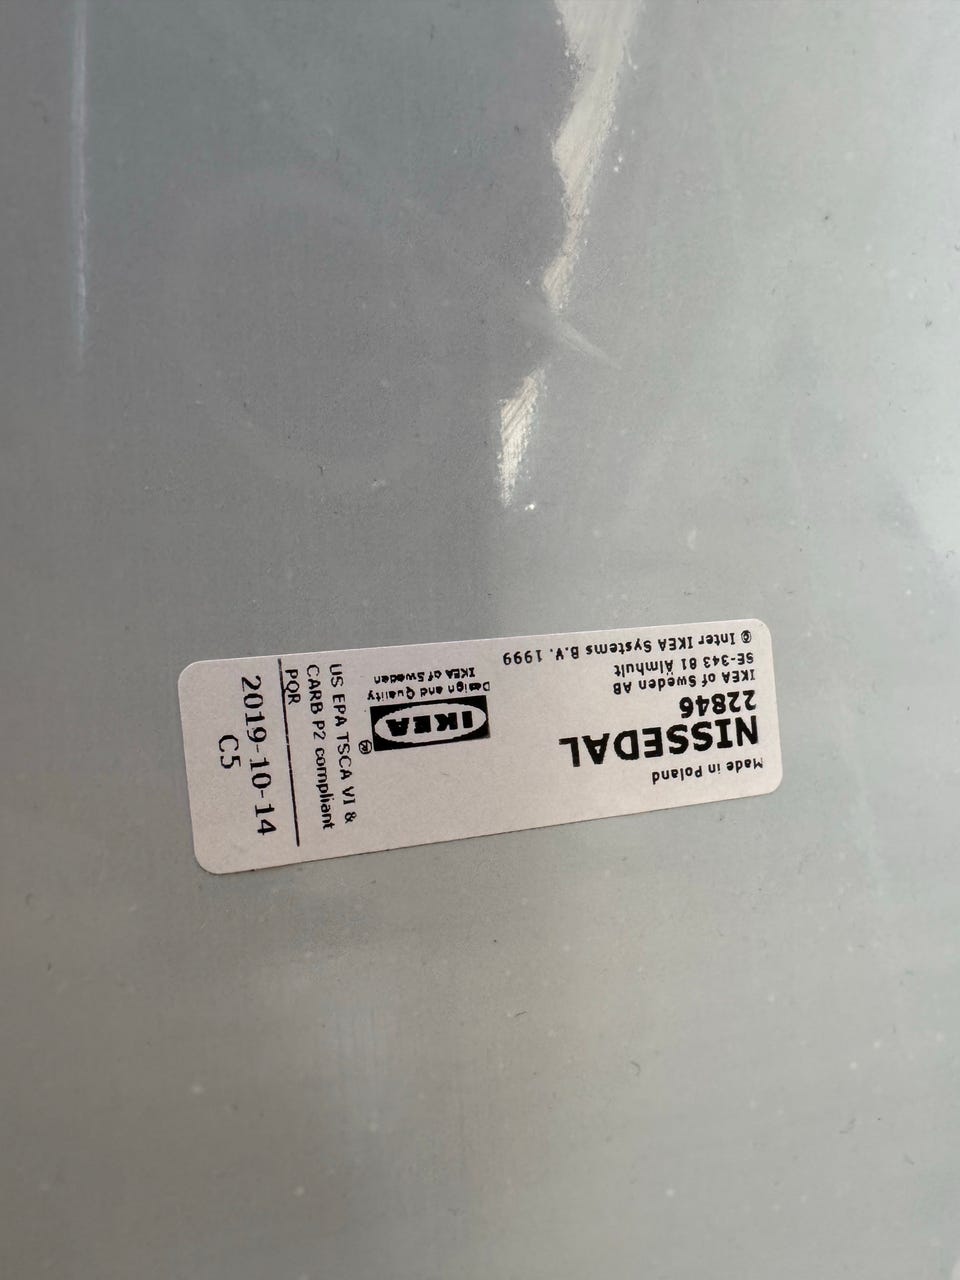 Made in Poland
NISSEDAL
22846
IKEA of Sweden AB
SE-343 81 Älmhult
© Inter IKEA Systems B.V. 1999
IKEA®
Design and Quality
IKEA of Sweden
US EPA TSCA VI &
CARB P2 compliant
PQR
2019-10-14
C5